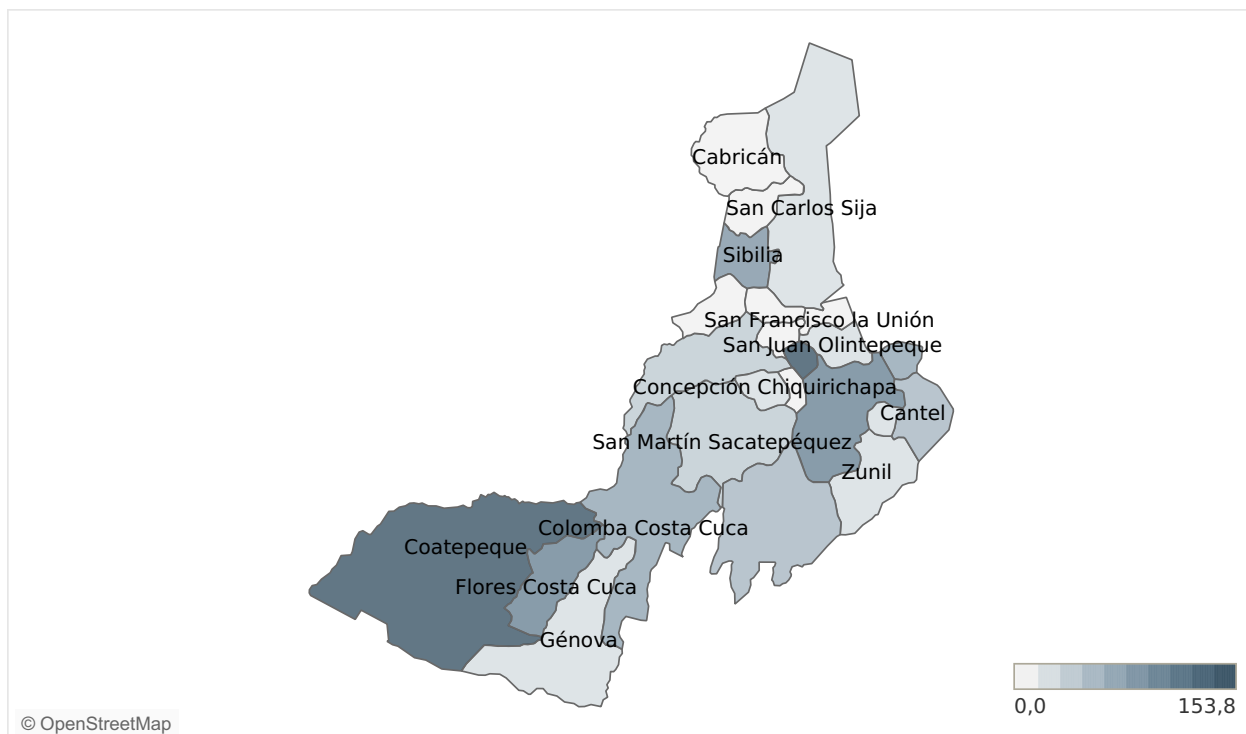 Cabricán
San Carlos Sija
Sibilia
San Francisco la Unión
San Juan Olintepeque
Concepción Chiquirichapa
Cantel
San Martín Sacatepéquez
Zunil
Colomba Costa Cuca
Coatepeque
Flores Costa Cuca
Génova
0,0 153,8
© OpenStreetMap